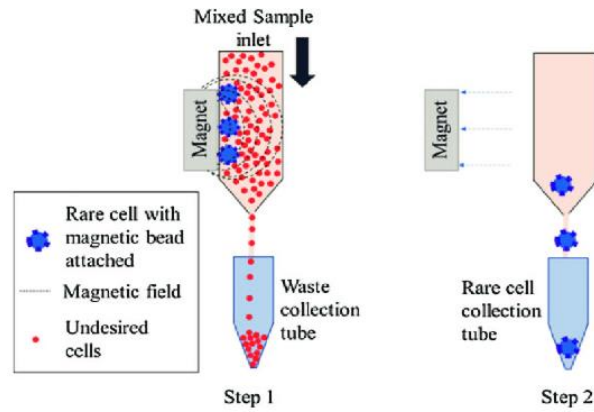 Mixed Sample
inlet
Magnet
Magnet
Rare cell with
magnetic bead
attached
Magnetic field
Undesired
cells
Waste
collection
tube
Rare cell
collection
tube
Step 1
Step 2